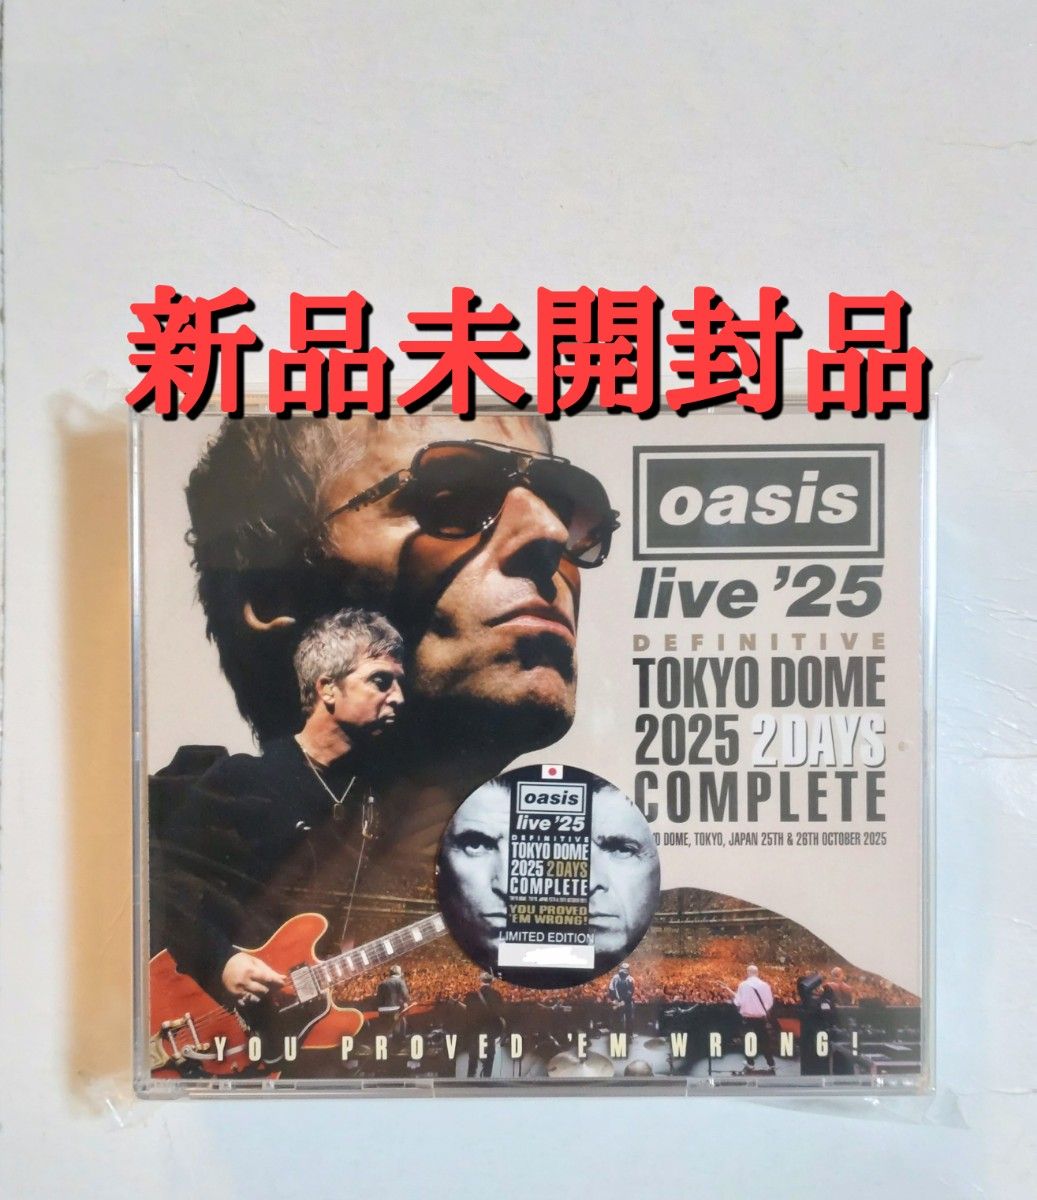 新品未開封品
oasis
live '25
DEFINITIVE
TOKYO DOME
2025 2DAYS
COMPLETE
DOME, TOKYO, JAPAN 25TH & 26TH OCTOBER 2025
oasis
live '25
DEFINITIVE
TOKYO DOME
2025 2DAYS
COMPLETE
YOU PROVED
'EM WRONG!
LIMITED EDITION
YOU PROVED 'EM WRONG!